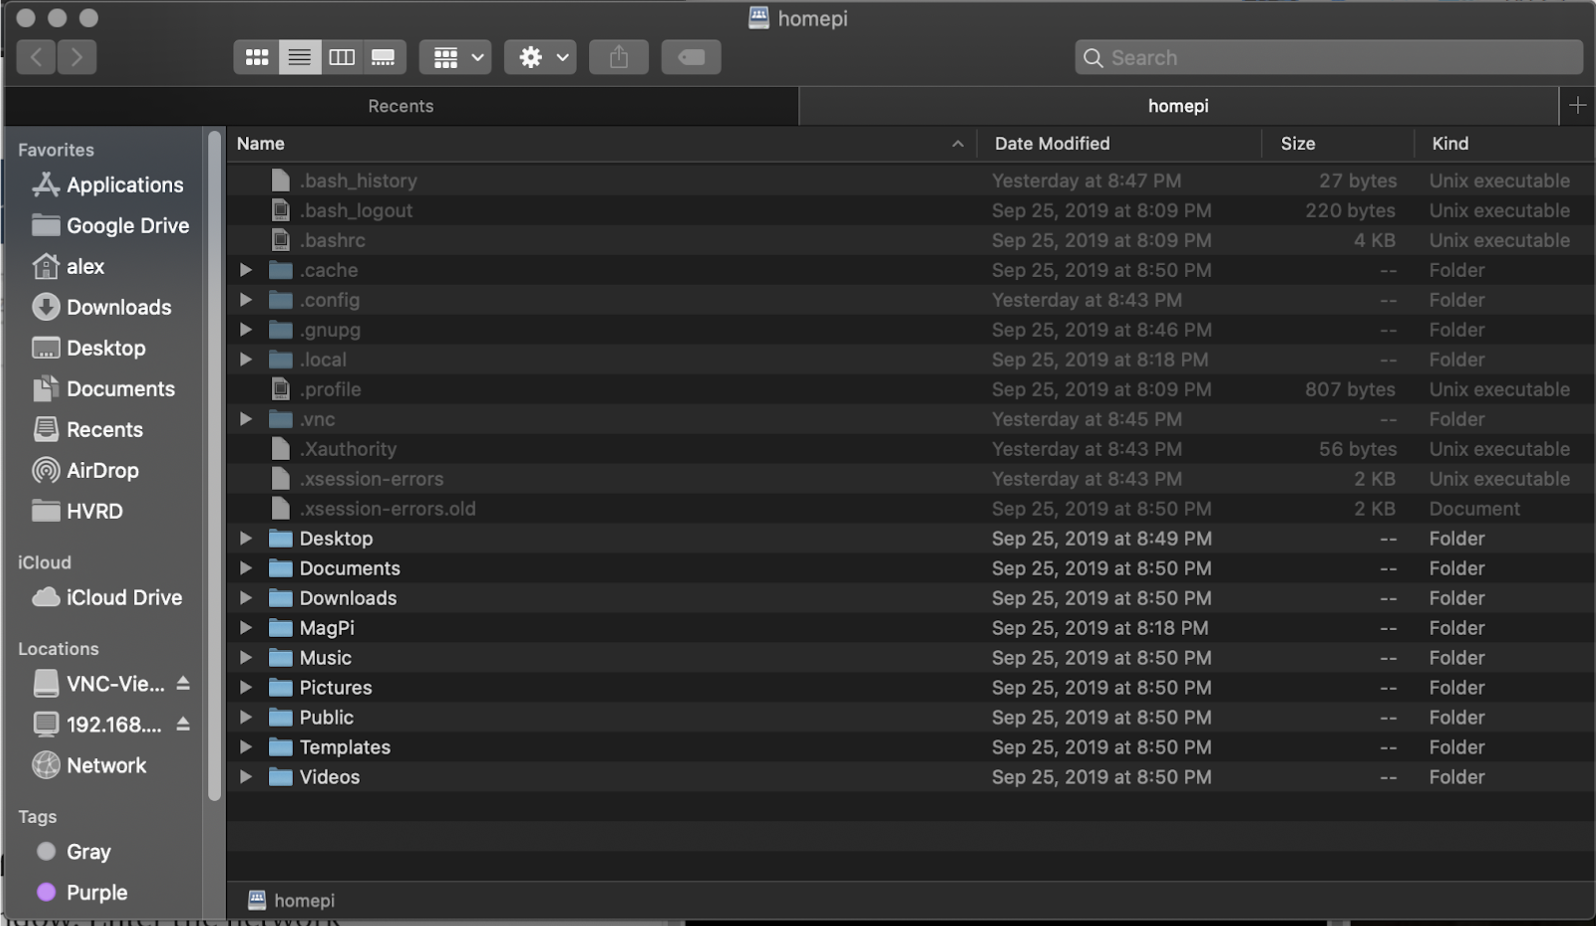 homepi
Search
Recents
homepi
Favorites
Applications
Google Drive
alex
Downloads
Desktop
Documents
Recents
AirDrop
HVRD
iCloud
iCloud Drive
Locations
VNC-Vie...
192.168....
Network
Tags
Gray
Purple
Name Date Modified Size Kind
.bash_history Yesterday at 8:47 PM 27 bytes Unix executable
.bash_logout Sep 25, 2019 at 8:09 PM 220 bytes Unix executable
.bashrc Sep 25, 2019 at 8:09 PM 4 KB Unix executable
.cache Sep 25, 2019 at 8:50 PM -- Folder
.config Yesterday at 8:43 PM -- Folder
.gnupg Sep 25, 2019 at 8:46 PM -- Folder
.local Sep 25, 2019 at 8:18 PM -- Folder
.profile Sep 25, 2019 at 8:09 PM 807 bytes Unix executable
.vnc Yesterday at 8:45 PM -- Folder
.Xauthority Yesterday at 8:43 PM 56 bytes Unix executable
.xsession-errors Yesterday at 8:43 PM 2 KB Unix executable
.xsession-errors.old Sep 25, 2019 at 8:50 PM 2 KB Document
Desktop Sep 25, 2019 at 8:49 PM -- Folder
Documents Sep 25, 2019 at 8:50 PM -- Folder
Downloads Sep 25, 2019 at 8:50 PM -- Folder
MagPi Sep 25, 2019 at 8:18 PM -- Folder
Music Sep 25, 2019 at 8:50 PM -- Folder
Pictures Sep 25, 2019 at 8:50 PM -- Folder
Public Sep 25, 2019 at 8:50 PM -- Folder
Templates Sep 25, 2019 at 8:50 PM -- Folder
Videos Sep 25, 2019 at 8:50 PM -- Folder
homepi